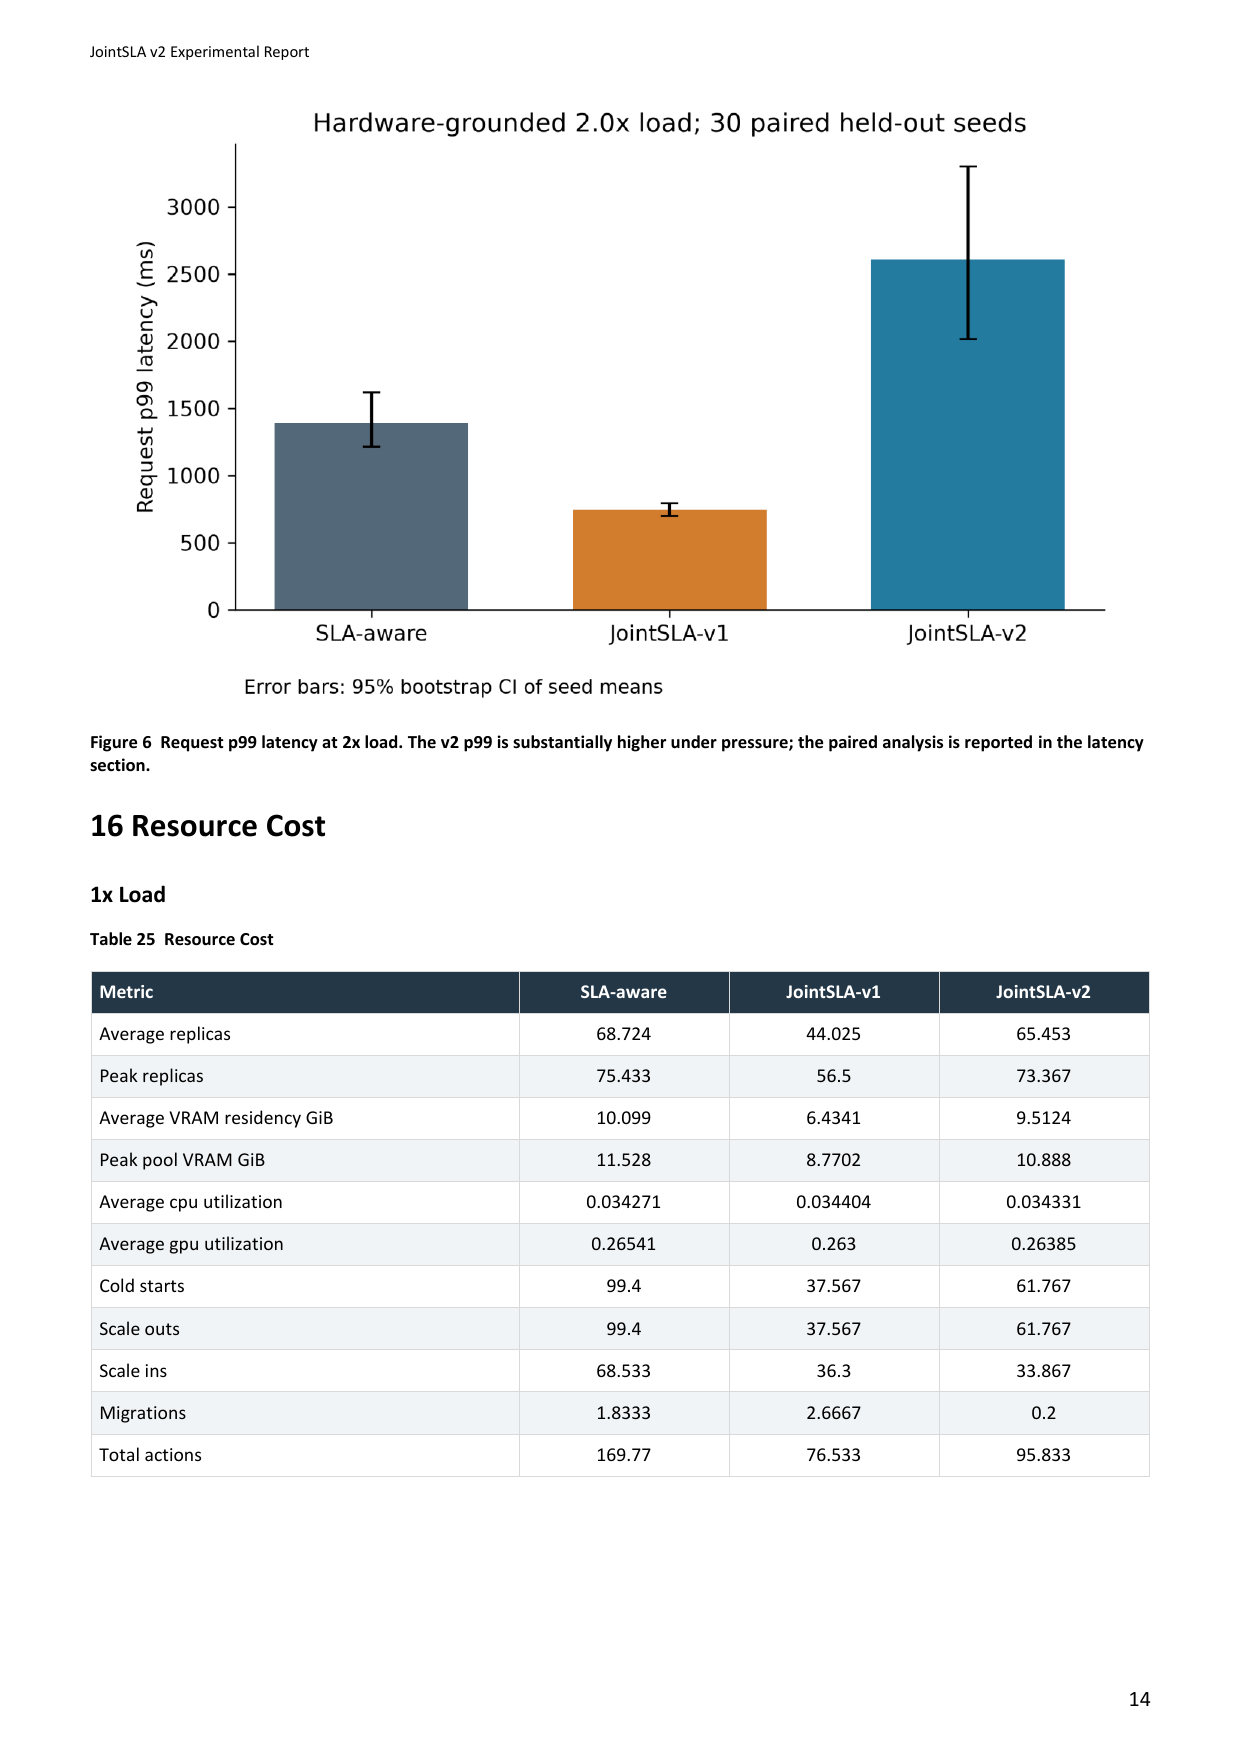 JointSLA v2 Experimental Report
Hardware-grounded 2.0x load; 30 paired held-out seeds
Request p99 latency (ms)
3000
2500
2000
1500
1000
500
0
SLA-aware JointSLA-v1 JointSLA-v2
Error bars: 95% bootstrap CI of seed means
Figure 6 Request p99 latency at 2x load. The v2 p99 is substantially higher under pressure; the paired analysis is reported in the latency
section.
16 Resource Cost
1x Load
Table 25 Resource Cost
Metric SLA-aware JointSLA-v1 JointSLA-v2
Average replicas 68.724 44.025 65.453
Peak replicas 75.433 56.5 73.367
Average VRAM residency GiB 10.099 6.4341 9.5124
Peak pool VRAM GiB 11.528 8.7702 10.888
Average cpu utilization 0.034271 0.034404 0.034331
Average gpu utilization 0.26541 0.263 0.26385
Cold starts 99.4 37.567 61.767
Scale outs 99.4 37.567 61.767
Scale ins 68.533 36.3 33.867
Migrations 1.8333 2.6667 0.2
Total actions 169.77 76.533 95.833
14